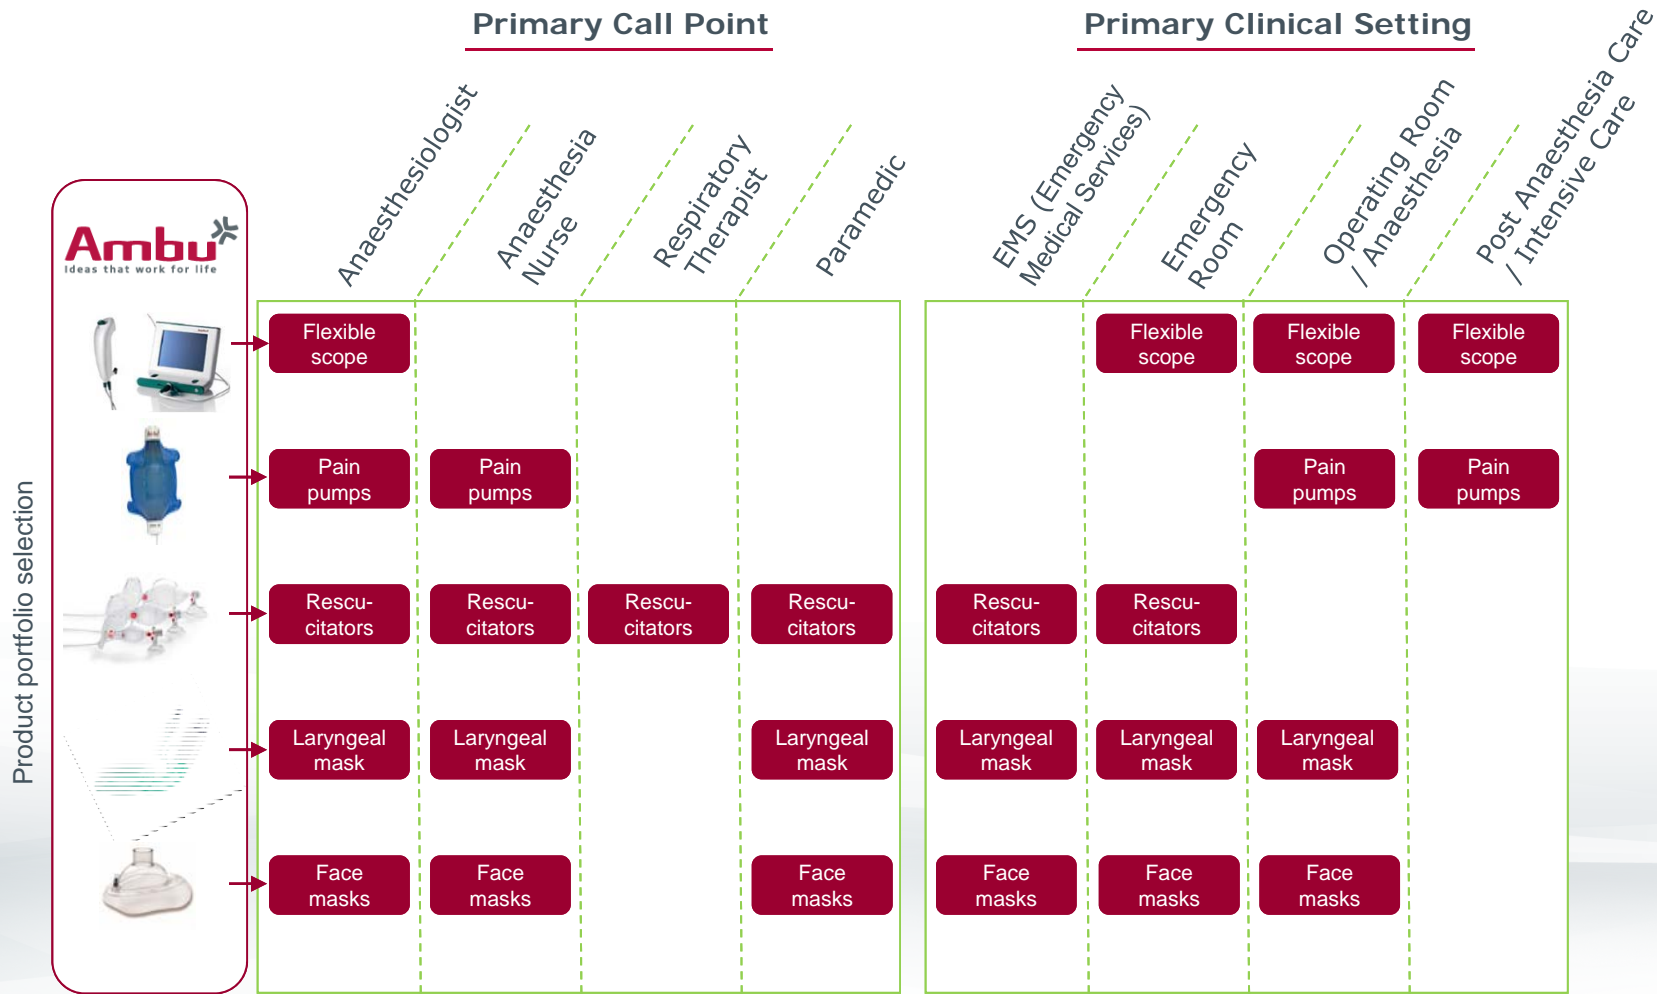 Primary Call Point
Primary Clinical Setting
Anaesthesiologist
Anaesthesia
Nurse
Respiratory
Therapist
Paramedic
EMS (Emergency
Medical Services)
Emergency
Room
Operating Room
/ Anaesthesia
Post Anaesthesia Care
/ Intensive Care
Product portfolio selection
Ambu
Ideas that work for life
Flexible
scope
Flexible
scope
Flexible
scope
Flexible
scope
Pain
pumps
Pain
pumps
Pain
pumps
Pain
pumps
Rescu-
citators
Rescu-
citators
Rescu-
citators
Rescu-
citators
Rescu-
citators
Rescu-
citators
Laryngeal
mask
Laryngeal
mask
Laryngeal
mask
Laryngeal
mask
Laryngeal
mask
Laryngeal
mask
Face
masks
Face
masks
Face
masks
Face
masks
Face
masks
Face
masks